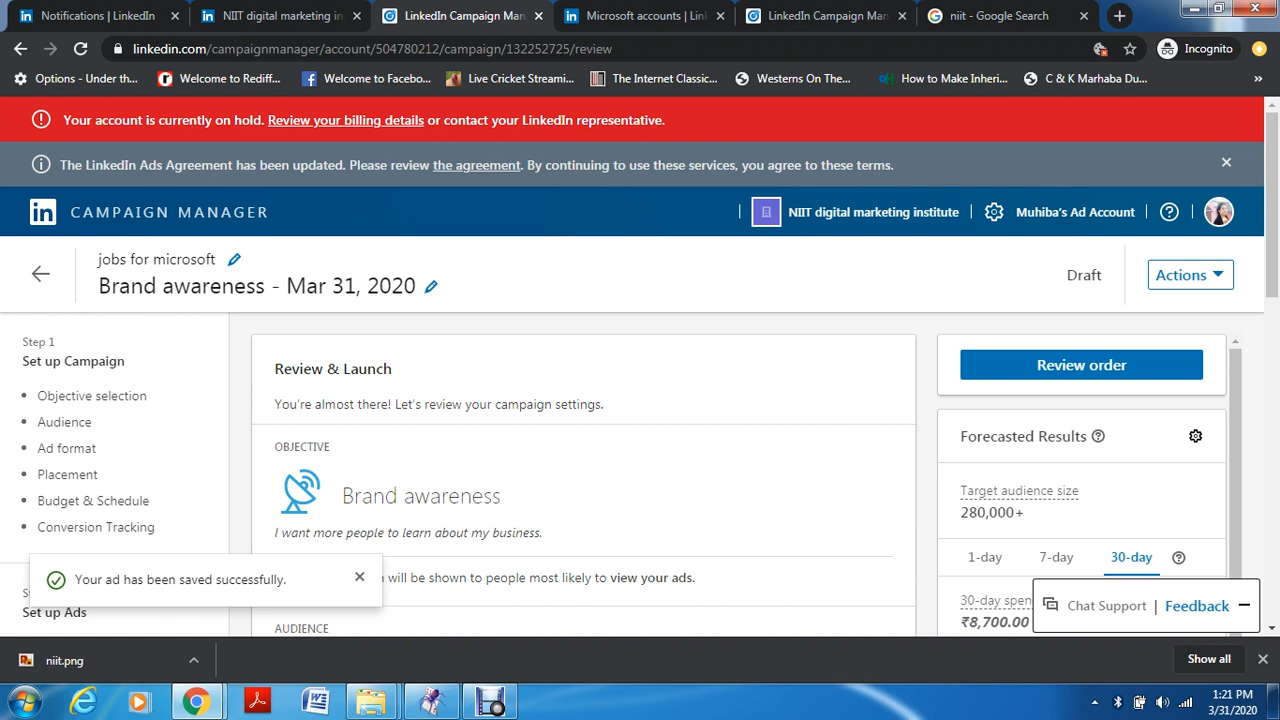 Notifications | LinkedIn
NIIT digital marketing in
LinkedIn Campaign Man
Microsoft accounts | Link
LinkedIn Campaign Man
niit - Google Search
linkedin.com/campaignmanager/account/504780212/campaign/132252725/review
Incognito
Options - Under th...
Welcome to Rediff...
Welcome to Facebo...
Live Cricket Streami...
The Internet Classic...
Westerns On The...
How to Make Inheri...
C & K Marhaba Du...
Your account is currently on hold. Review your billing details or contact your LinkedIn representative.
The LinkedIn Ads Agreement has been updated. Please review the agreement. By continuing to use these services, you agree to these terms.
in CAMPAIGN MANAGER
NIIT digital marketing institute
Muhiba's Ad Account
jobs for microsoft
Brand awareness - Mar 31, 2020
Draft
Actions
Step 1
Set up Campaign
Objective selection
Audience
Ad format
Placement
Budget & Schedule
Conversion Tracking
Set up Ads
Review & Launch
You're almost there! Let's review your campaign settings.
OBJECTIVE
Brand awareness
I want more people to learn about my business.
will be shown to people most likely to view your ads.
AUDIENCE
Review order
Forecasted Results
Target audience size
280,000+
1-day
7-day
30-day
30-day spen
₹8,700.00
Your ad has been saved successfully.
Chat Support | Feedback
niit.png
Show all
1:21 PM
3/31/2020